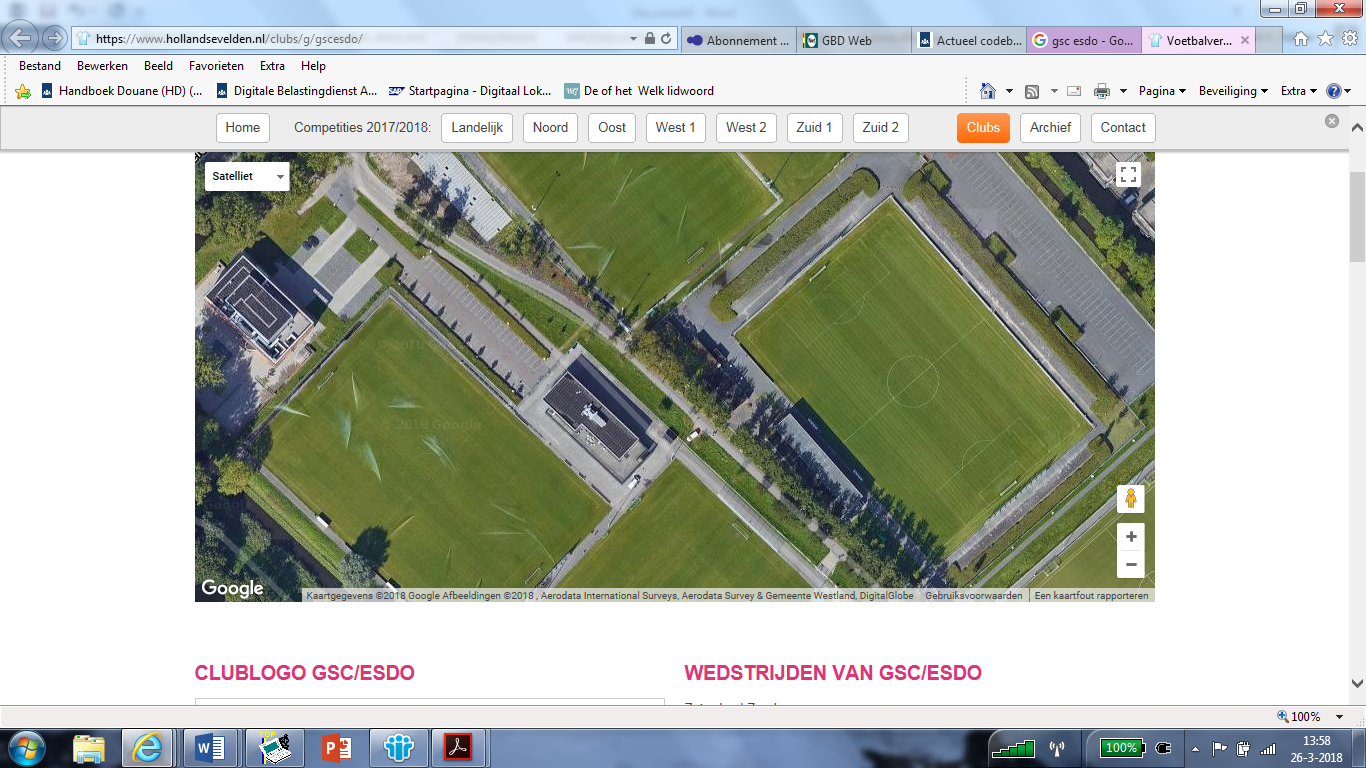 https://www.hollandsevelden.nl/clubs/g/gscesdo/
Abonnement ...
GBD Web
Actueel codeb...
gsc esdo - Go...
Voetbalver...
Bestand Bewerken Beeld Favorieten Extra Help
Handboek Douane (HD) (...
Digitale Belastingdienst A...
SAP
Startpagina - Digitaal Lok...
De of het Welk lidwoord
Pagina
Beveiliging
Extra
Home
Competities 2017/2018:
Landelijk
Noord
Oost
West 1
West 2
Zuid 1
Zuid 2
Clubs
Archief
Contact
Satelliet
Google
Kaartgegevens ©2018 Google Afbeeldingen ©2018 , Aerodata International Surveys, Aerodata Survey & Gemeente Westland, DigitalGlobe
Gebruiksvoorwaarden
Een kaartfout rapporteren
CLUBLOGO GSC/ESDO
WEDSTRIJDEN VAN GSC/ESDO
100%
100%
13:58
26-3-2018